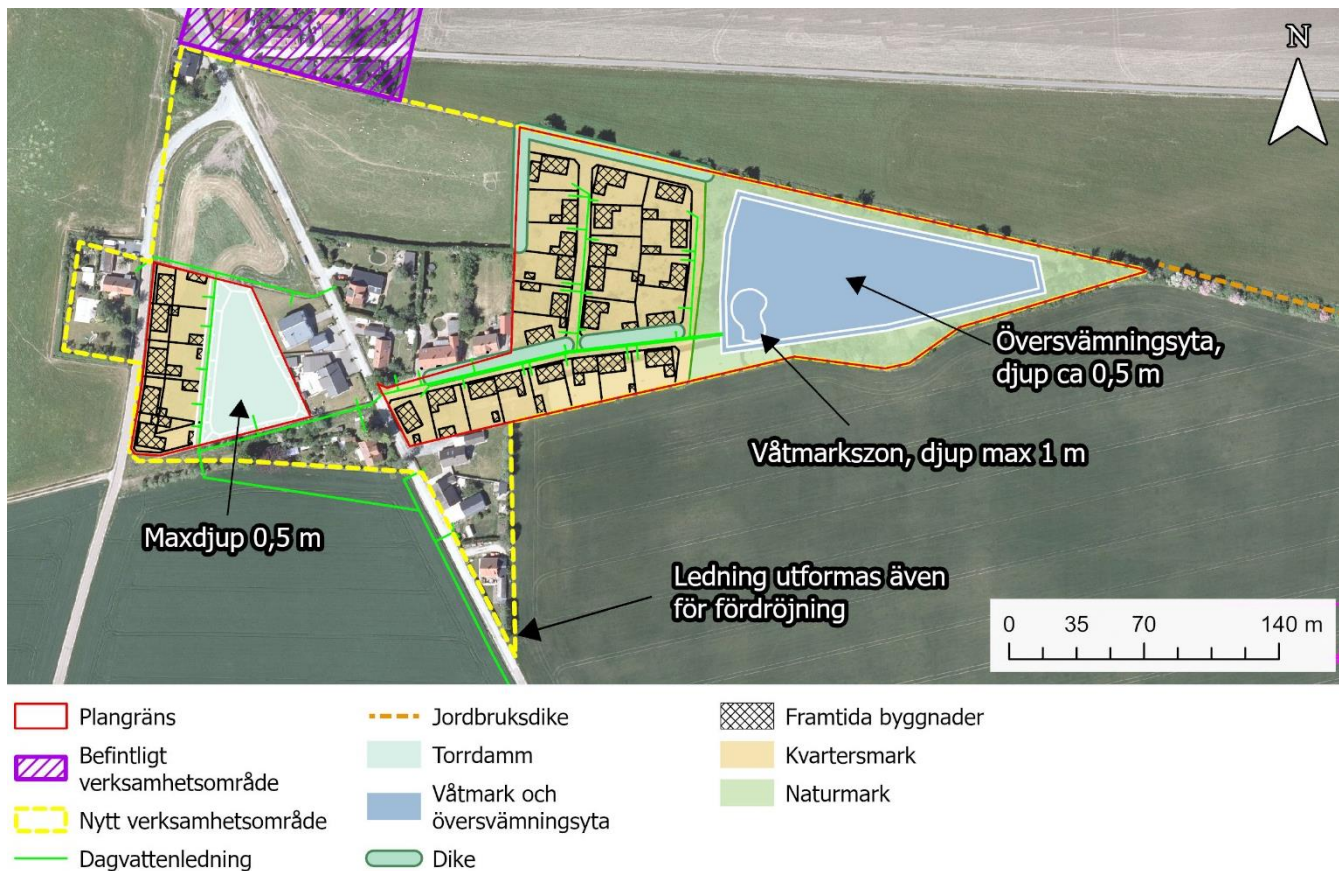 N
Översvämningsyta,
djup ca 0,5 m
Våtmarkszon, djup max 1 m
Maxdjup 0,5 m
Ledning utformas även
för fördröjning
0 35 70 140 m
Plangräns
Befintligt
verksamhetsområde
Nytt verksamhetsområde
Dagvattenledning
Jordbruksdike
Torrdamm
Våtmark och
översvämningsyta
Dike
Framtida byggnader
Kvartersmark
Naturmark